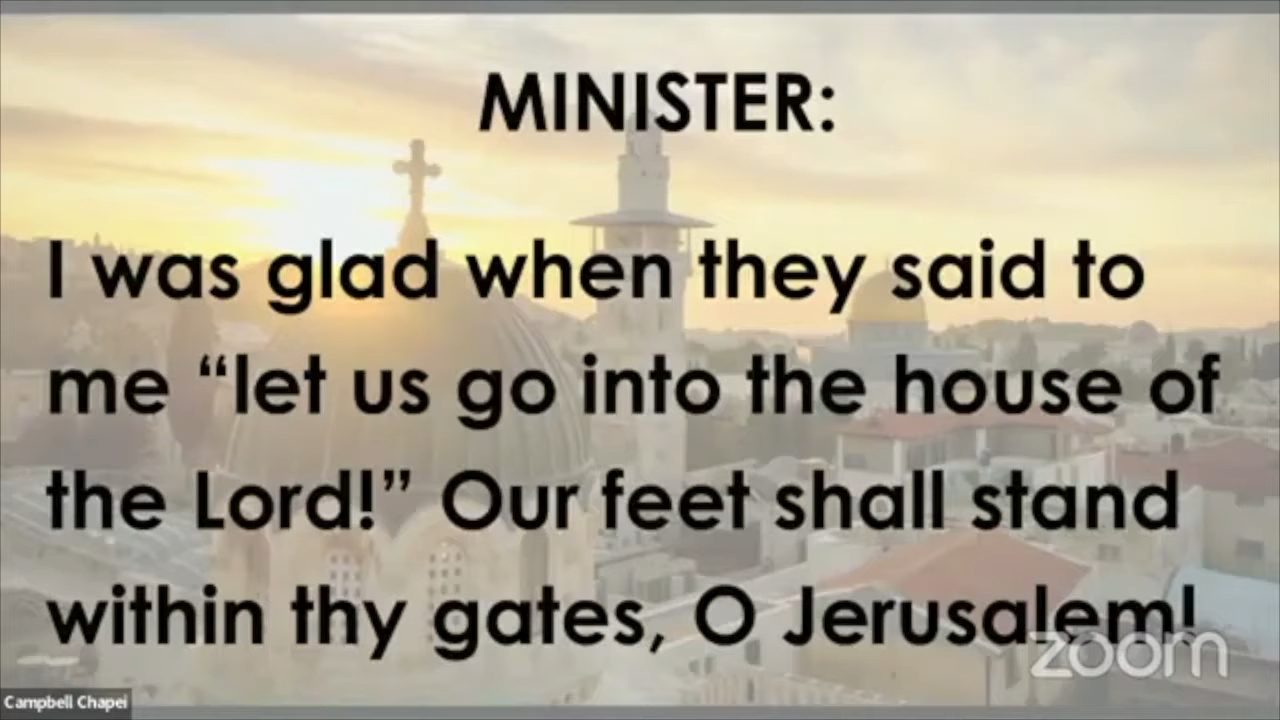 MINISTER:
I was glad when they said to
me “let us go into the house of
the Lord!” Our feet shall stand
within thy gates, O Jerusalem!
zoom
Campbell Chapel